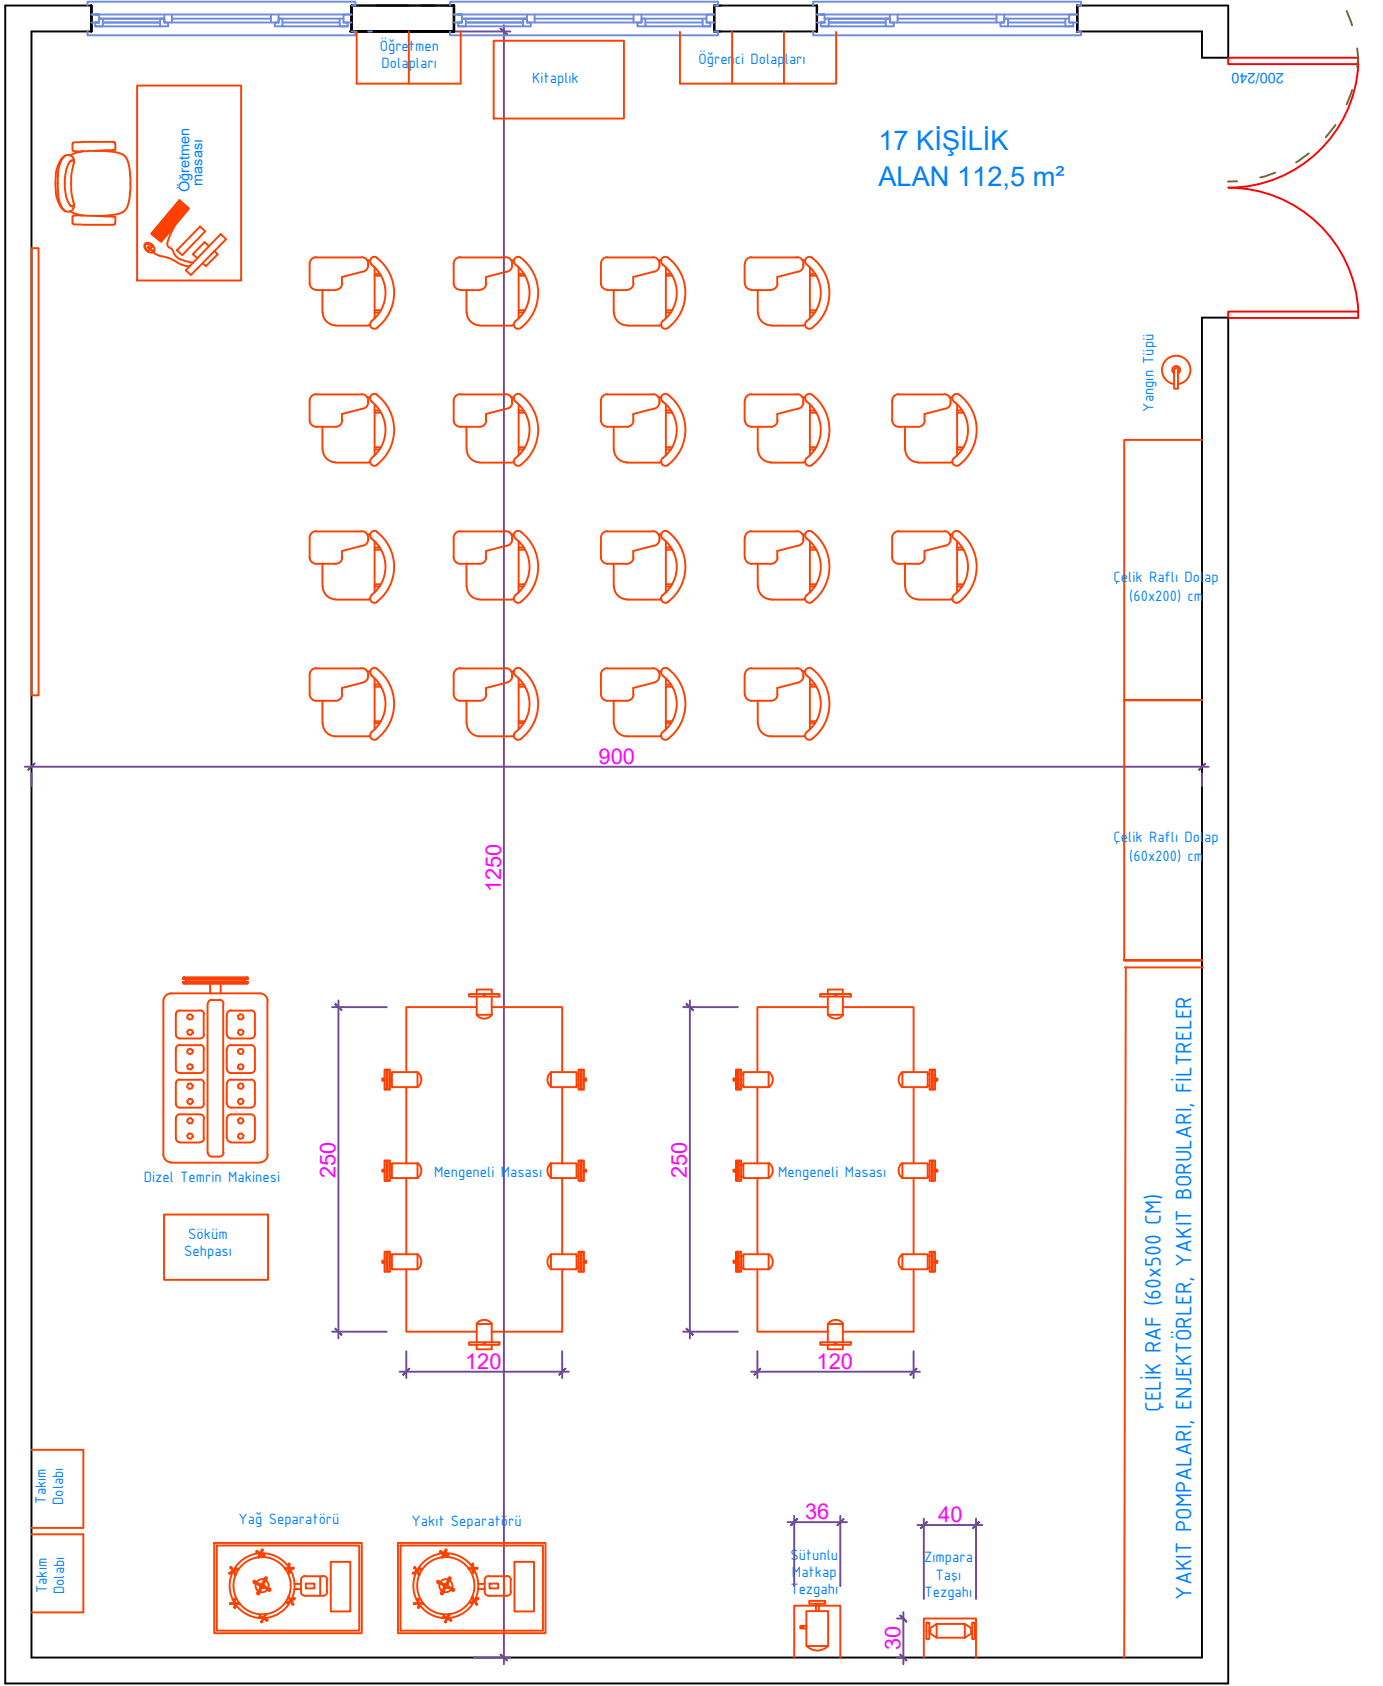 Öğretmen
Dolapları
Kitaplık
Öğrenci Dolapları
200/240
Öğretmen
masası
17 KİŞİLİK
ALAN 112,5 m²
Yangın Tüpü
Çelik Raflı Dolap
(60x200) cm
900
1250
Çelik Raflı Dolap
(60x200) cm
250
Mengeneli Masası
120
250
Mengeneli Masası
120
Dizel Temrin Makinesi
Söküm
Sehpası
ÇELİK RAF (60x500 CM)
YAKIT POMPALARI, ENJEKTÖRLER, YAKIT BORULARI, FİLTRELER
Takım
Dolabı
Takım
Dolabı
Yağ Separatörü
Yakıt Separatörü
36
Sütunlu
Matkap
Tezgahı
40
Zımpara
Taşı
Tezgahı
30